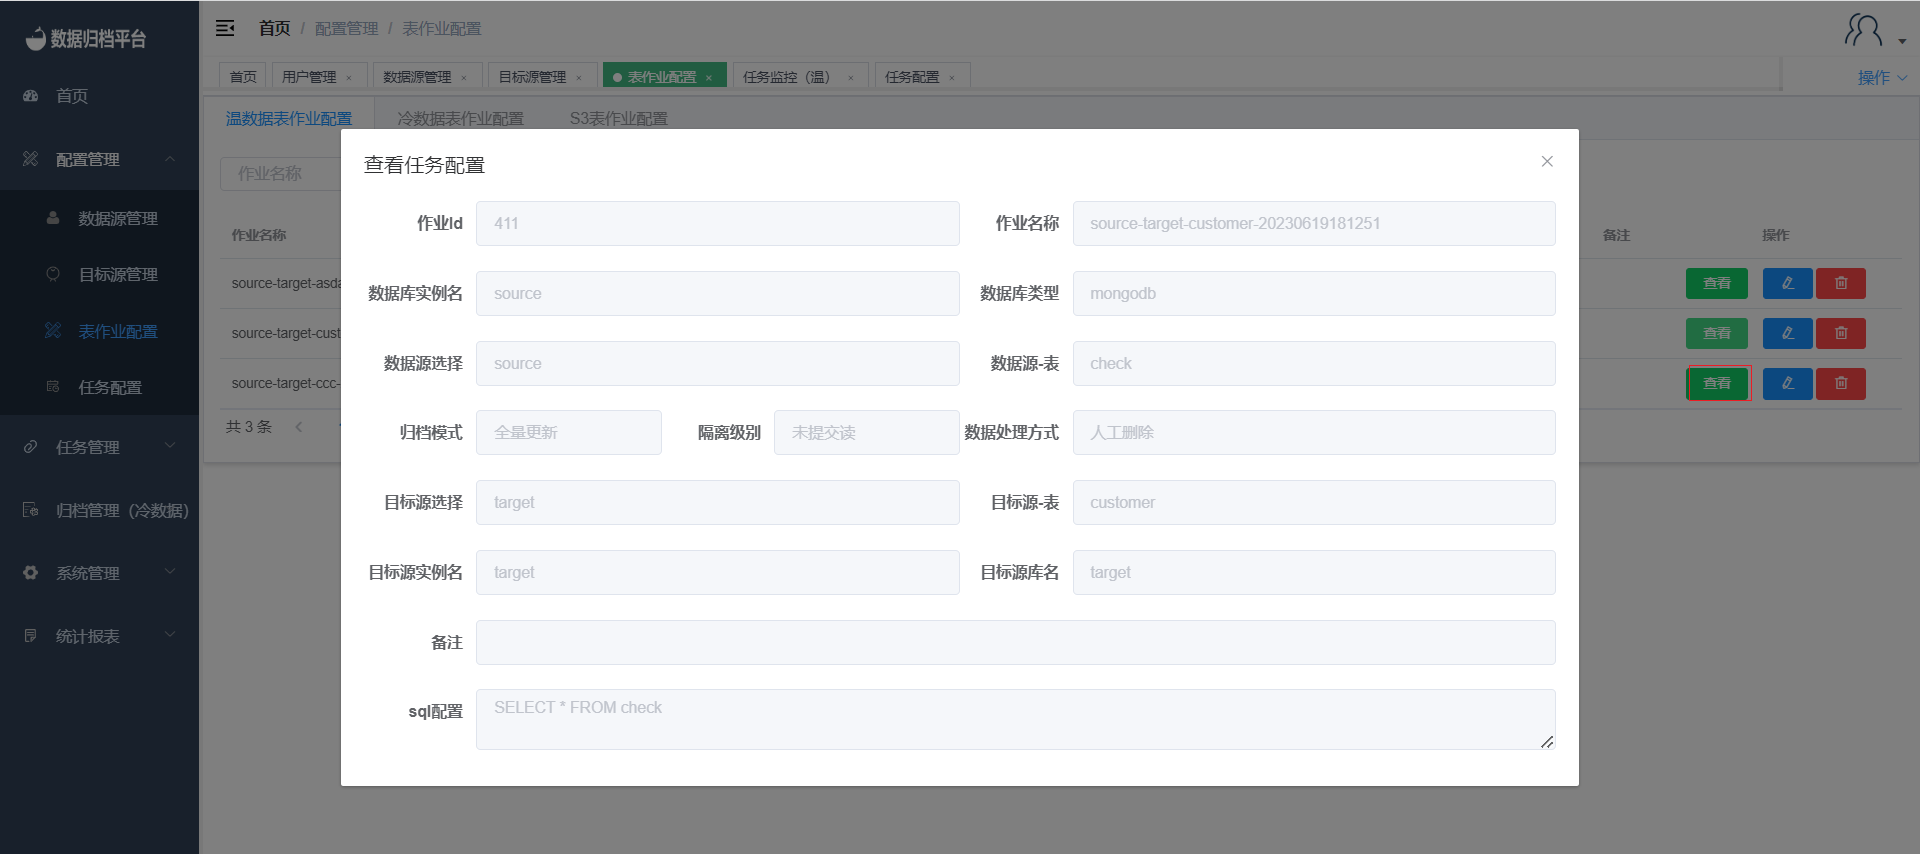 数据归档平台
首页
配置管理
数据源管理
目标源管理
表作业配置
任务配置
任务管理
归档管理（冷数据）
系统管理
统计报表
首页 / 配置管理 / 表作业配置
首页 用户管理 × 数据源管理 × 目标源管理 × 表作业配置 × 任务监控（温） × 任务配置 × 操作
温数据表作业配置 冷数据表作业配置 S3表作业配置
作业名称
作业名称 备注 操作
source-target-asda 查看
source-target-cust 查看
source-target-ccc- 查看
共 3 条
查看任务配置
作业Id 411 作业名称 source-target-customer-20230619181251
数据库实例名 source 数据库类型 mongodb
数据源选择 source 数据源-表 check
归档模式 全量更新 隔离级别 未提交读 数据处理方式 人工删除
目标源选择 target 目标源-表 customer
目标源实例名 target 目标源库名 target
备注
sql配置 SELECT * FROM check